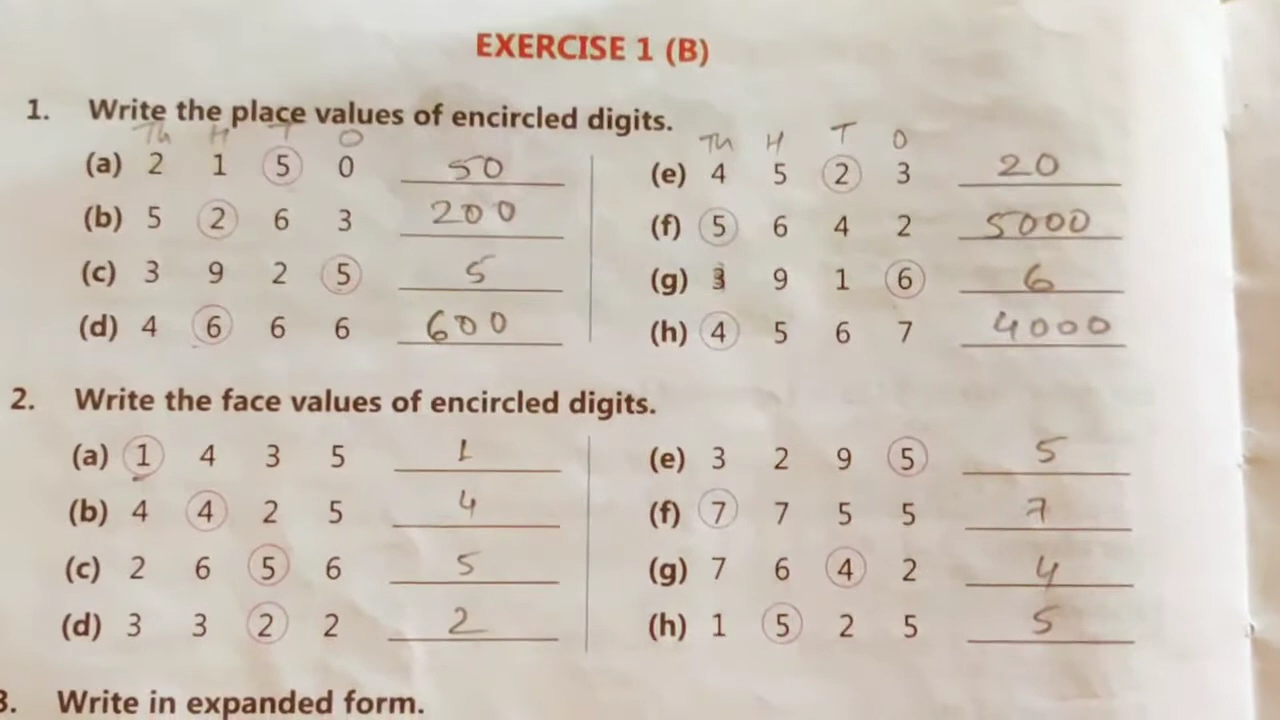 EXERCISE 1 (B)
1. Write the place values of encircled digits.
Th H T O Th H T O
(a) 2 1 5 0 50 (e) 4 5 2 3 20
(b) 5 2 6 3 200 (f) 5 6 4 2 5000
(c) 3 9 2 5 5 (g) 3 9 1 6 6
(d) 4 6 6 6 600 (h) 4 5 6 7 4000
2. Write the face values of encircled digits.
(a) 1 4 3 5 1 (e) 3 2 9 5 5
(b) 4 4 2 5 4 (f) 7 7 5 5 7
(c) 2 6 5 6 5 (g) 7 6 4 2 4
(d) 3 3 2 2 2 (h) 1 5 2 5 5
3. Write in expanded form.